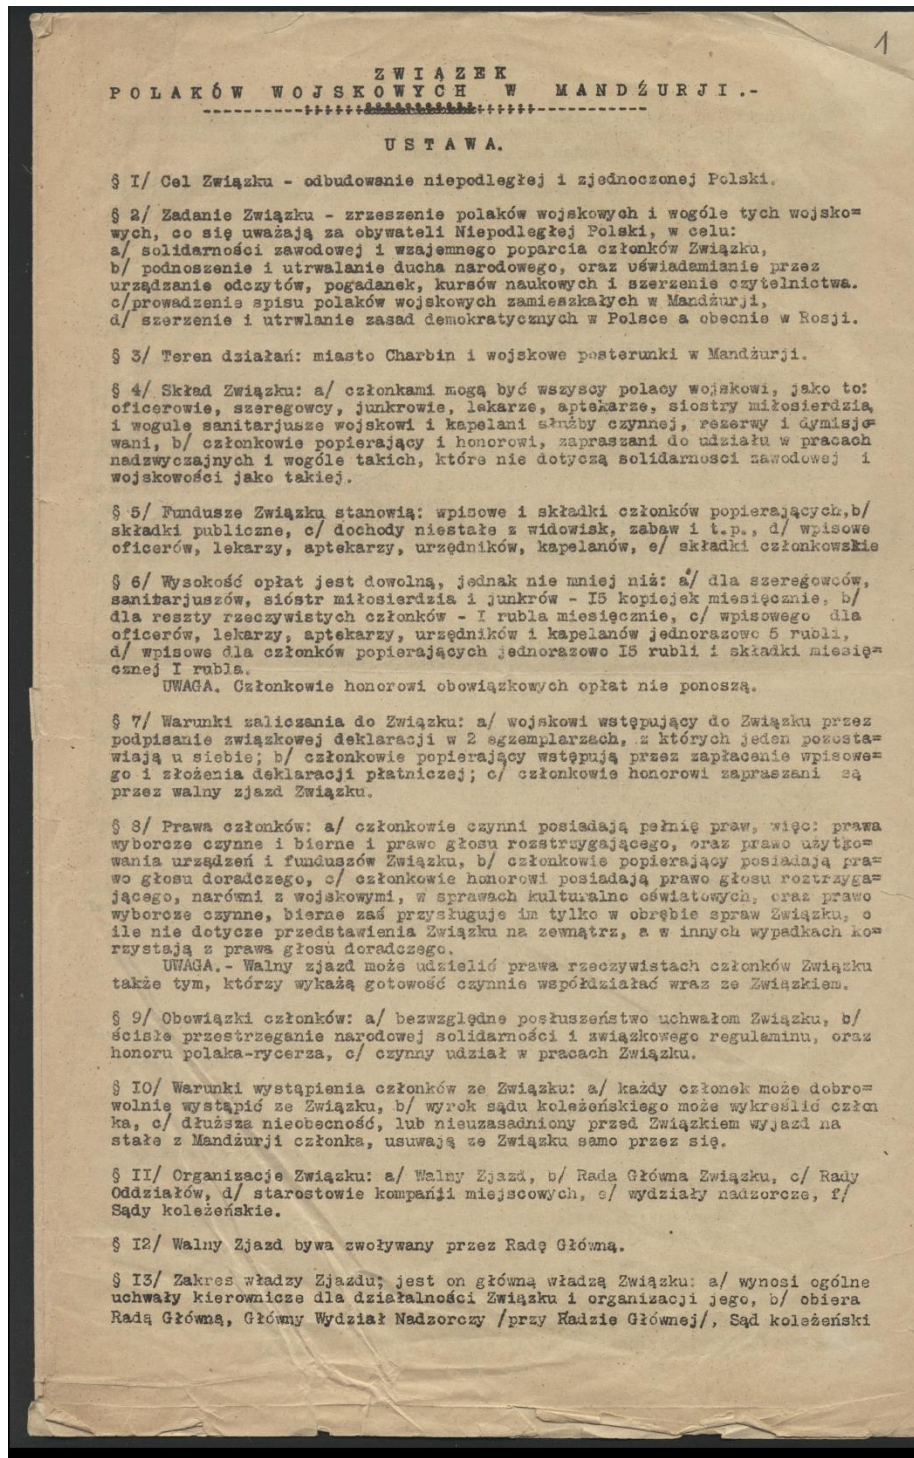 1
ZWIĄZEK
POLAKÓW WOJSKOWYCH W MANDŹURJI.-
USTAWA.
§ I/ Cel Związku - odbudowanie niepodległej i zjednoczonej Polski.
§ 2/ Zadanie Związku - zrzeszenie polaków wojskowych i wogóle tych wojsko=
wych, co się uważają za obywateli Niepodległej Polski, w celu:
a/ solidarności zawodowej i wzajemnego poparcia członków Związku,
b/ podnoszenie i utrwalanie ducha narodowego, oraz uświadamianie przez
urządzanie odczytów, pogadanek, kursów naukowych i szerzenie czytelnictwa.
c/prowadzenie spisu polaków wojskowych zamieszkałych w Mandżurji,
d/ szerzenie i utrwlanie zasad demokratycznych w Polsce a obecnie w Rosji.
§ 3/ Teren działań: miasto Charbin i wojskowe posterunki w Mandżurji.
§ 4/ Skład Związku: a/ członkami mogą być wszyscy polacy wojskowi, jako to:
oficerowie, szeregowcy, junkrowie, lekarze, aptekarze, siostry miłosierdzia,
i wogule sanitarjusze wojskowi i kapelani służby czynnej, rezerwy i dymisjo=
wani, b/ członkowie popierający i honorowi, zapraszani do udziału w pracach
nadzwyczajnych i wogóle takich, które nie dotyczą solidarnosci zawodowej i
wojskowości jako takiej.
§ 5/ Fundusze Związku stanowią: wpisowe i składki członków popierających,b/
składki publiczne, c/ dochody niestałe z widowisk, zabaw i t.p., d/ wpisowe
oficerów, lekarzy, aptekarzy, urzędników, kapelanów, e/ składki członkowskie
§ 6/ Wysokość opłat jest dowolną, jednak nie mniej niż: a/ dla szeregowców,
sanitarjuszów, sióstr miłosierdzia i junkrów - I5 kopiejek miesięcznie, b/
dla reszty rzeczywistych członków - I rubla miesięcznie, c/ wpisowego dla
oficerów, lekarzy, aptekarzy, urzędników i kapelanów jednorazowo 5 rubli,
d/ wpisowe dla członków popierających jednorazowo I5 rubli i składki miesię=
cznej I rubla.
UWAGA. Członkowie honorowi obowiązkowych opłat nie ponoszą.
§ 7/ Warunki zaliczania do Związku: a/ wojskowi wstępujący do Związku przez
podpisanie związkowej deklaracji w 2 egzemplarzach, z których jeden pozosta=
wiają u siebie; b/ członkowie popierający wstępują przez zapłacenie wpisowe=
go i złożenia deklaracji płatniczej; c/ członkowie honorowi zapraszani są
przez walny zjazd Związku.
§ 8/ Prawa członków: a/ członkowie czynni posiadają pełnię praw, więc: prawa
wyborcze czynne i bierne i prawo głosu rozstrzygającego, oraz prawo użytko=
wania urządzeń i funduszów Związku, b/ członkowie popierający posiadają pra=
wo głosu doradczego, c/ członkowie honorowi posiadają prawo głosu roztrzyga=
jącego, narówni z wojskowymi, w sprawach kulturalno oświatowych, oraz prawo
wyborcze czynne, bierne zaś przysługuje im tylko w obrębie spraw Związku, o
ile nie dotycze przedstawienia Związku na zewnątrz, a w innych wypadkach ko=
rzystają z prawa głosu doradczego.
UWAGA.- Walny zjazd może udzielić prawa rzeczywistach członków Związku
także tym, którzy wykażą gotowość czynnie współdziałać wraz ze Związkiem.
§ 9/ Obowiązki członków: a/ bezwzględne posłuszeństwo uchwałom Związku, b/
ścisłe przestrzeganie narodowej solidarności i związkowego regulaminu, oraz
honoru polaka-rycerza, c/ czynny udział w pracach Związku.
§ IO/ Warunki wystąpienia członków ze Związku: a/ każdy członek może dobro=
wolnie wystąpić ze Związku, b/ wyrok sądu koleżeńskiego może wykreślić człon
ka, c/ dłuższa nieobecność, lub nieuzasadniony przed Związkiem wyjazd na
stałe z Mandżurji członka, usuwają ze Związku samo przez się.
§ II/ Organizacje Związku: a/ Walny Zjazd, b/ Rada Główna Związku, c/ Rady
Oddziałów, d/ starostowie kompańji miejscowych, e/ wydziały nadzorcze, f/
Sądy koleżeńskie.
§ I2/ Walny Zjazd bywa zwoływany przez Radę Główną.
§ I3/ Zakres władzy Zjazdu; jest on główną władzą Związku: a/ wynosi ogólne
uchwały kierownicze dla działalności Związku i organizacji jego, b/ obiera
Radą Główną, Główny Wydział Nadzorczy /przy Radzie Głównej/, Sąd koleżeński